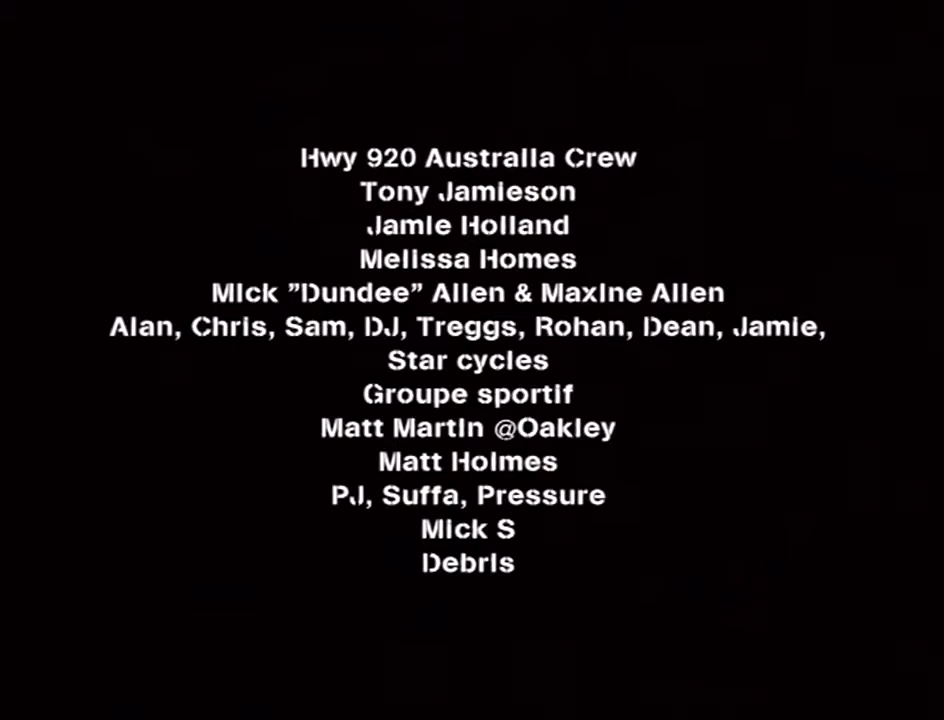 Hwy 920 Australia Crew
Tony Jamieson
Jamie Holland
Melissa Homes
Mick ”Dundee” Allen & Maxine Allen
Alan, Chris, Sam, DJ, Treggs, Rohan, Dean, Jamie,
Star cycles
Groupe sportif
Matt Martin @Oakley
Matt Holmes
PJ, Suffa, Pressure
Mick S
Debris